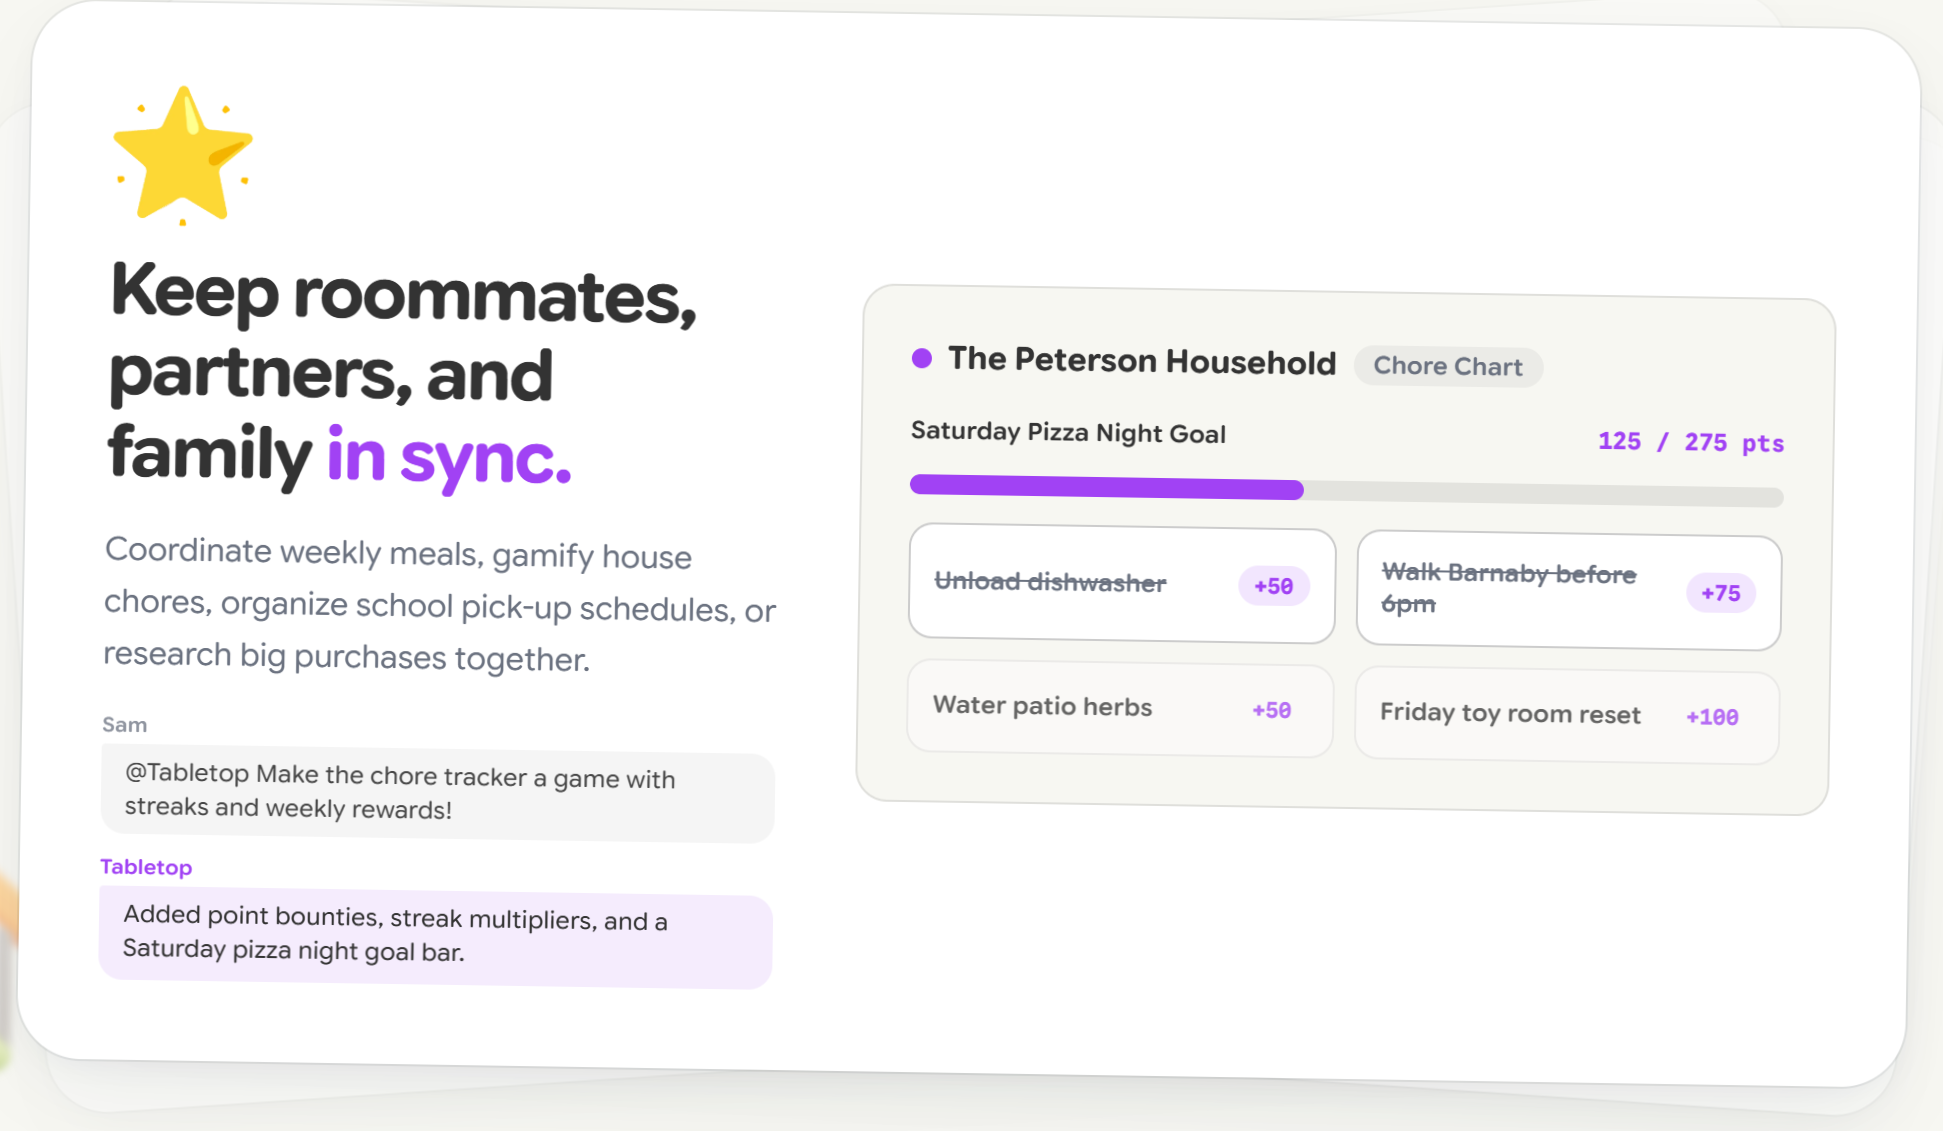 Keep roommates,
partners, and
family in sync.
Coordinate weekly meals, gamify house
chores, organize school pick-up schedules, or
research big purchases together.
Sam
@Tabletop Make the chore tracker a game with
streaks and weekly rewards!
Tabletop
Added point bounties, streak multipliers, and a
Saturday pizza night goal bar.
The Peterson Household Chore Chart
Saturday Pizza Night Goal 125 / 275 pts
Unload dishwasher +50
Walk Barnaby before
6pm
+75
Water patio herbs +50
Friday toy room reset +100